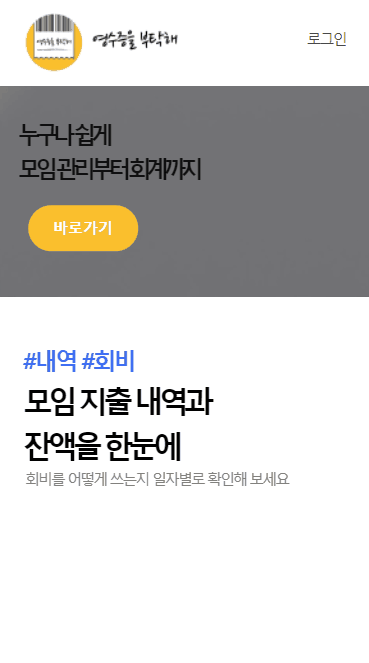 영수증을 부탁해
영수증을 부탁해
로그인
누구나 쉽게
모임 관리부터 회계까지
바로가기
#내역 #회비
모임 지출 내역과
잔액을 한눈에
회비를 어떻게 쓰는지 일자별로 확인해 보세요